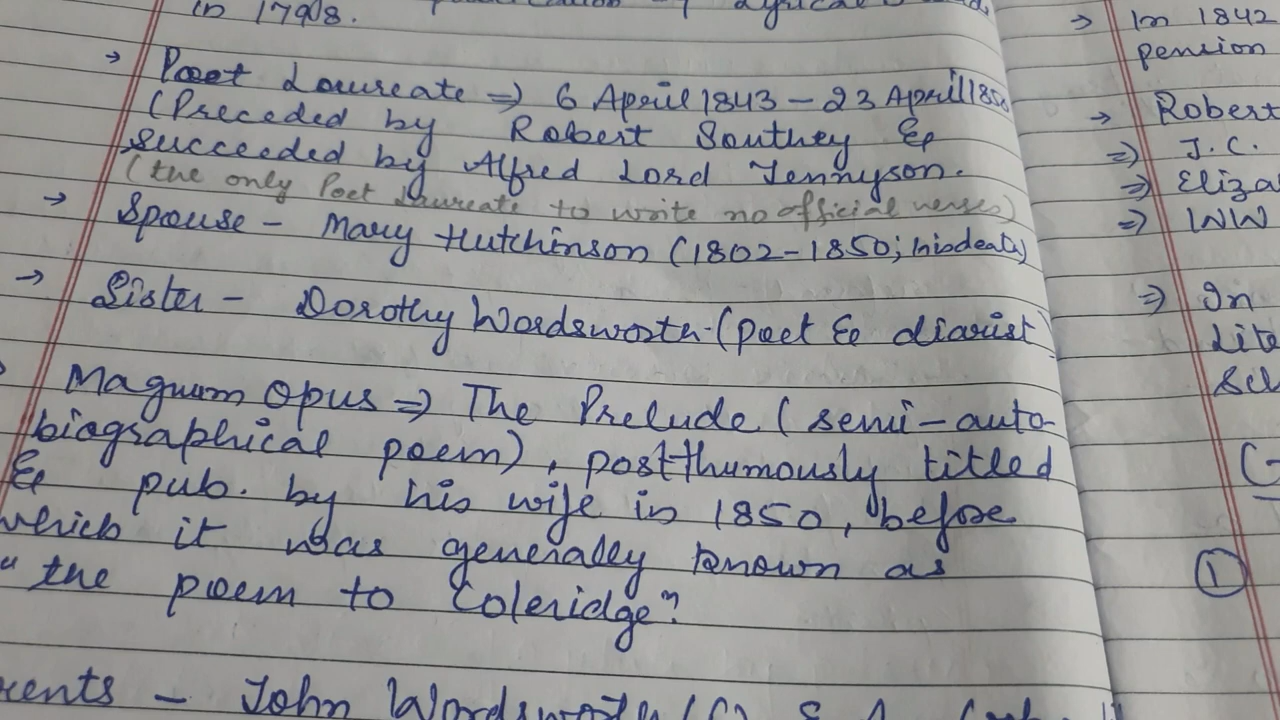 in 1798.
→ Poet Laureate ⇒ 6 April 1843 – 23 April 1850
(Preceded by Robert Southey &
succeeded by Alfred Lord Tennyson.
(the only Poet Laureate to write no official verses)
→ Spouse – Mary Hutchinson (1802–1850; his death)
→ Sister – Dorothy Wordsworth (poet & diarist)
Magnum Opus ⇒ The Prelude (semi-auto-
biographical poem), posthumously titled
& pub. by his wife in 1850, before
which it was generally known as
"the poem to Coleridge".
rents – John Wordsworth
→ In 1842
pension
→ Robert
⇒ J.C.
⇒ Eliza
⇒ WW
⇒ In
Lite
①